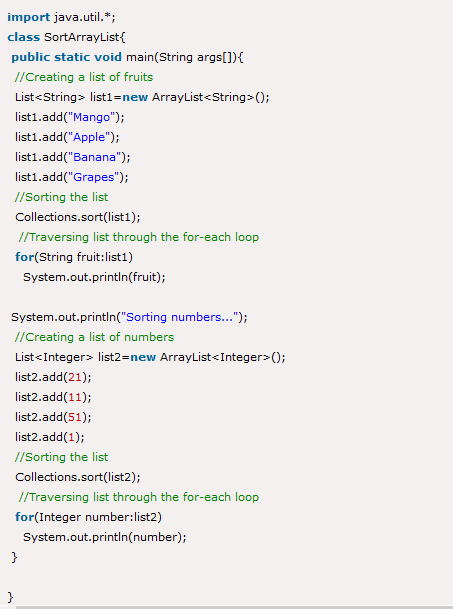 import java.util.*;
class SortArrayList{
public static void main(String args[]){
//Creating a list of fruits
List<String> list1=new ArrayList<String>();
list1.add("Mango");
list1.add("Apple");
list1.add("Banana");
list1.add("Grapes");
//Sorting the list
Collections.sort(list1);
//Traversing list through the for-each loop
for(String fruit:list1)
System.out.println(fruit);
System.out.println("Sorting numbers...");
//Creating a list of numbers
List<Integer> list2=new ArrayList<Integer>();
list2.add(21);
list2.add(11);
list2.add(51);
list2.add(1);
//Sorting the list
Collections.sort(list2);
//Traversing list through the for-each loop
for(Integer number:list2)
System.out.println(number);
}
}